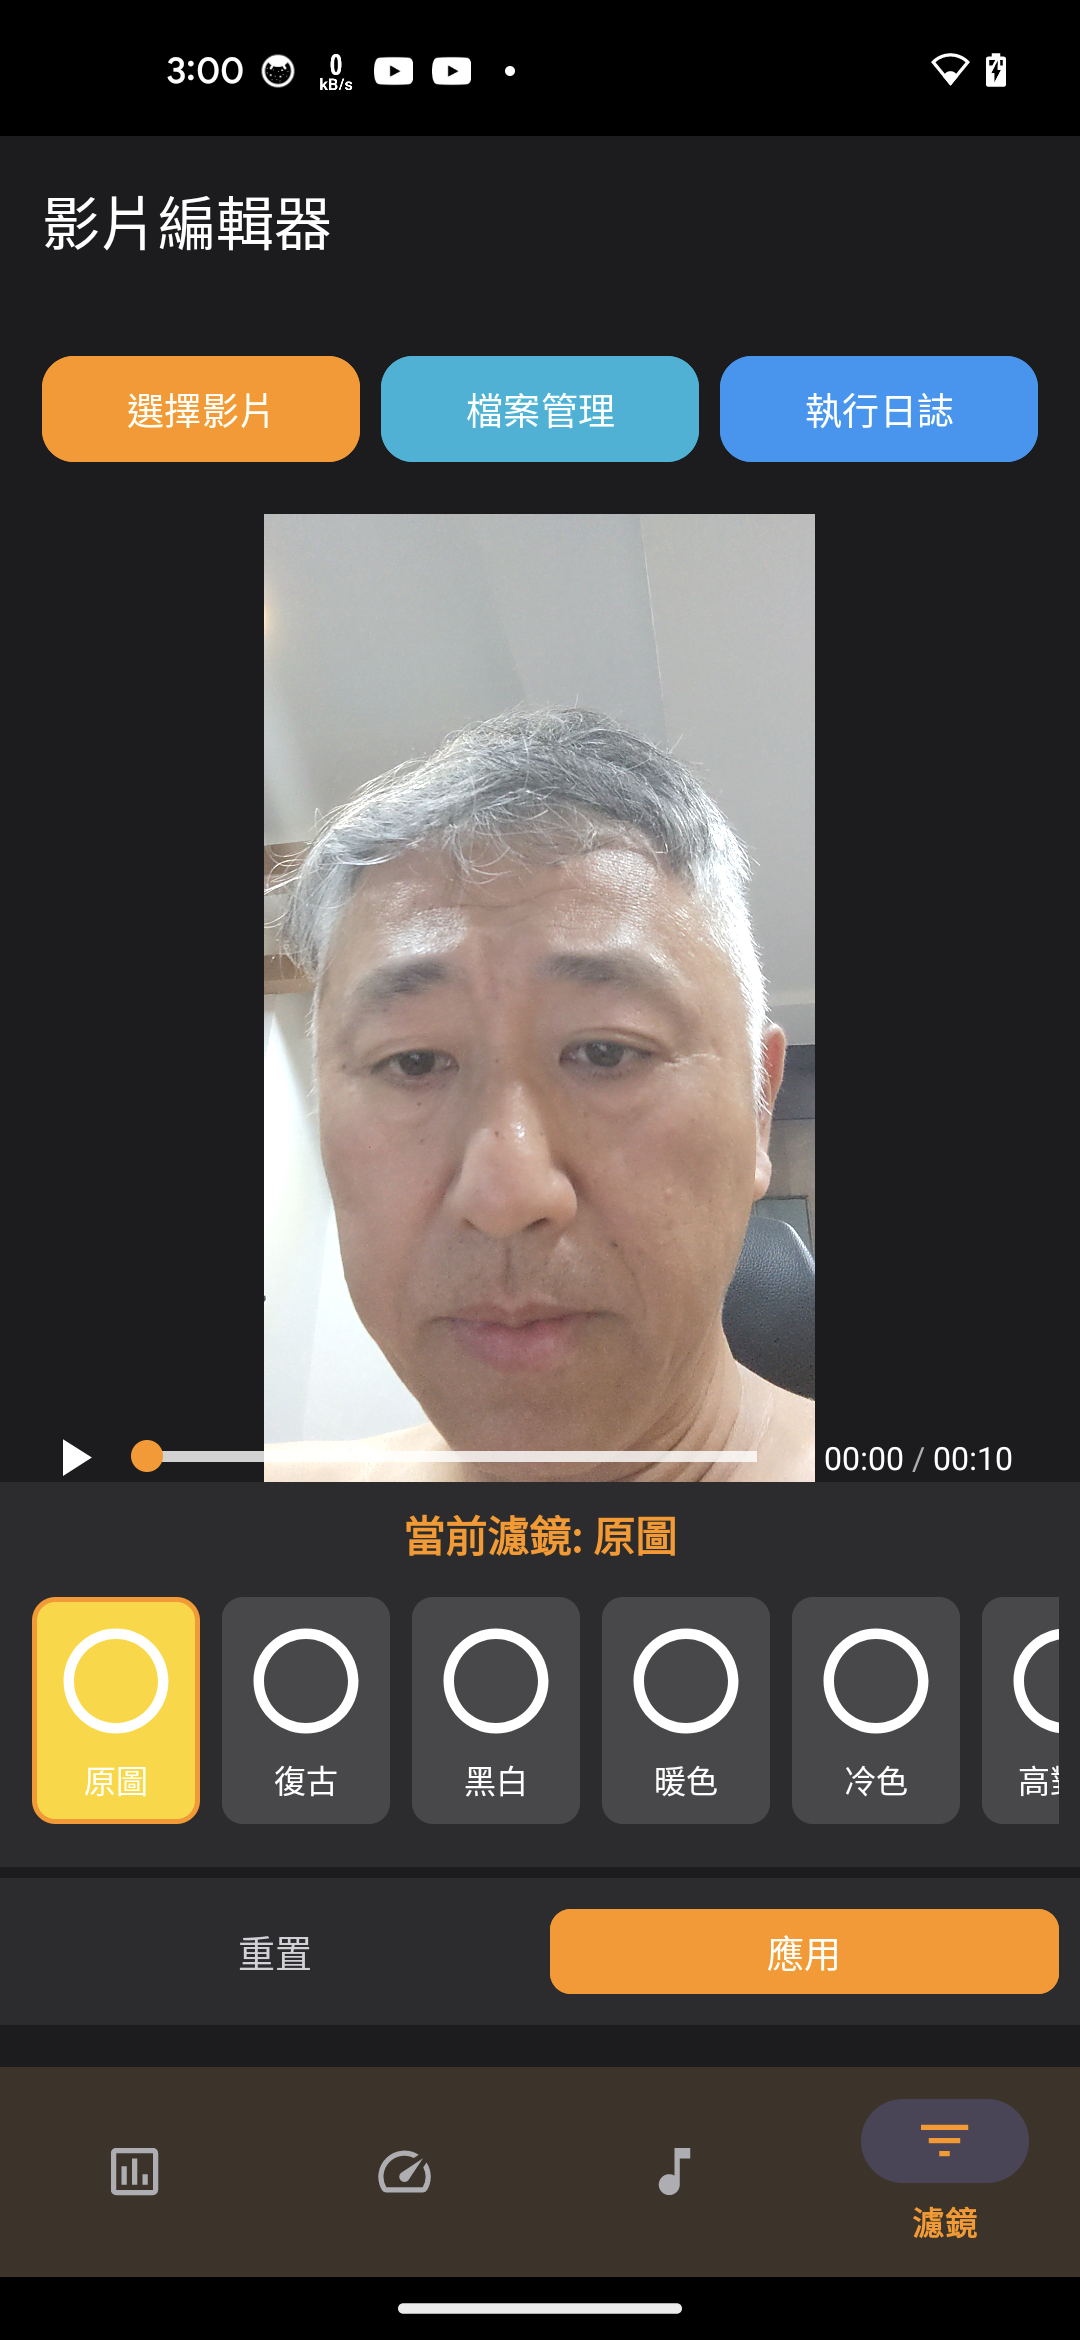 3:00 0 kB/s
影片編輯器
選擇影片 檔案管理 執行日誌
00:00 / 00:10
當前濾鏡: 原圖
原圖 復古 黑白 暖色 冷色 高
重置 應用
濾鏡